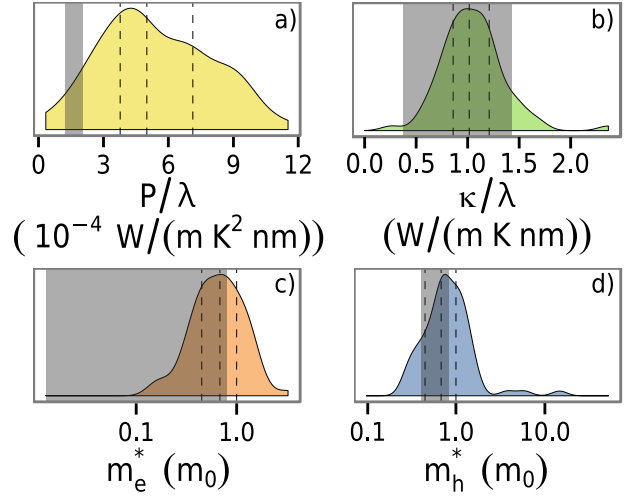 a)
b)
0 3 6 9 12
0.0 0.5 1.0 1.5 2.0
P/λ
κ/λ
( 10⁻⁴ W/(m K² nm))
(W/(m K nm))
c)
d)
0.1 1.0
0.1 1.0 10.0
m*ₑ (m₀)
m*ₕ (m₀)